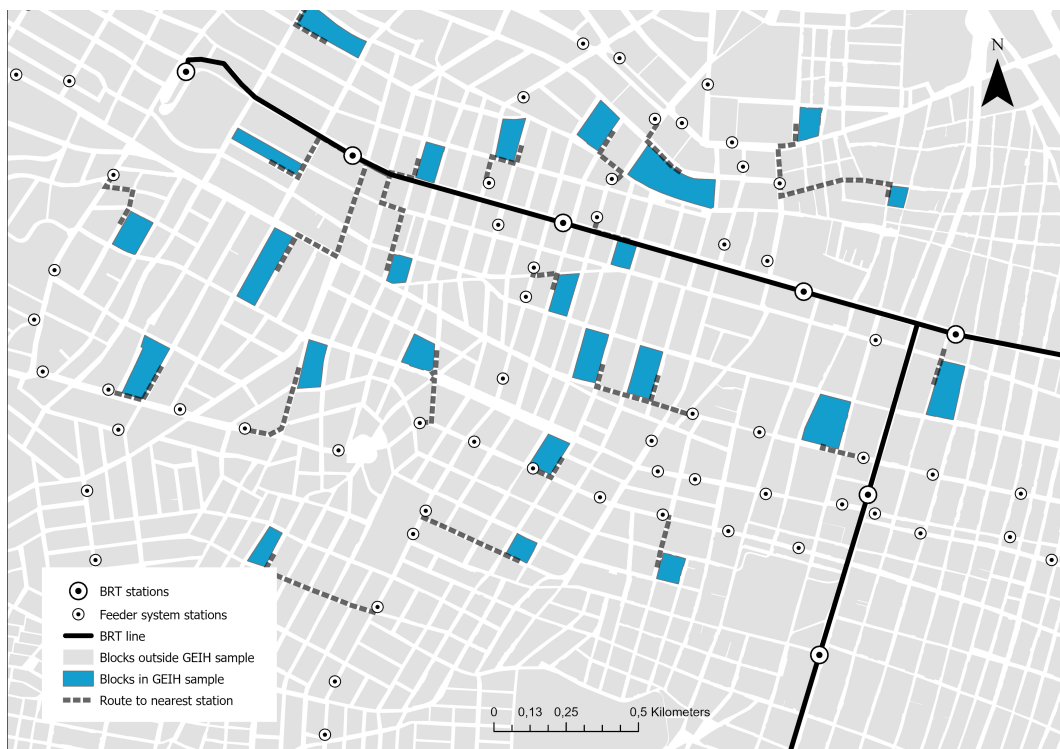 N
BRT stations
Feeder system stations
BRT line
Blocks outside GEIH sample
Blocks in GEIH sample
Route to nearest station
0 0,13 0,25 0,5 Kilometers